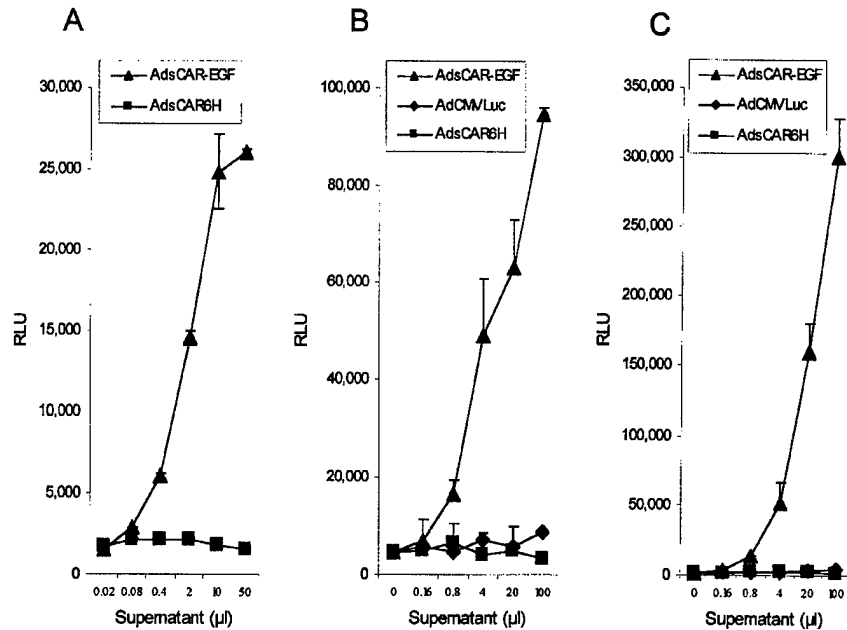 A
AdsCAR-EGF
AdsCAR6H
30,000
25,000
20,000
15,000
10,000
5,000
0
RLU
0.02 0.08 0.4 2 10 50
Supernatant (µl)
B
AdsCAR-EGF
AdCMVLuc
AdsCAR6H
100,000
80,000
60,000
40,000
20,000
0
RLU
0 0.16 0.8 4 20 100
Supernatant (µl)
C
AdsCAR-EGF
AdCMVLuc
AdsCAR6H
350,000
300,000
250,000
200,000
150,000
100,000
50,000
0
RLU
0 0.16 0.8 4 20 100
Supernatant (µl)